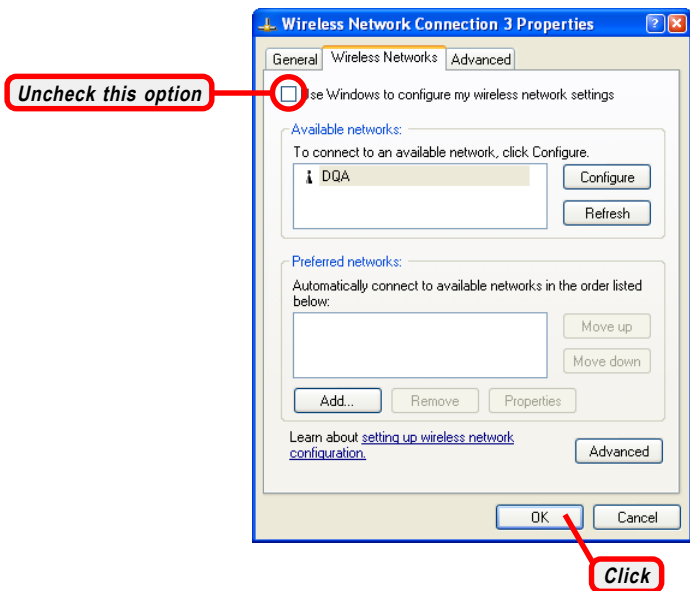 Wireless Network Connection 3 Properties
General Wireless Networks Advanced
Uncheck this option
Use Windows to configure my wireless network settings
Available networks:
To connect to an available network, click Configure.
DQA
Configure
Refresh
Preferred networks:
Automatically connect to available networks in the order listed
below:
Move up
Move down
Add... Remove Properties
Learn about setting up wireless network
configuration.
Advanced
OK Cancel
Click